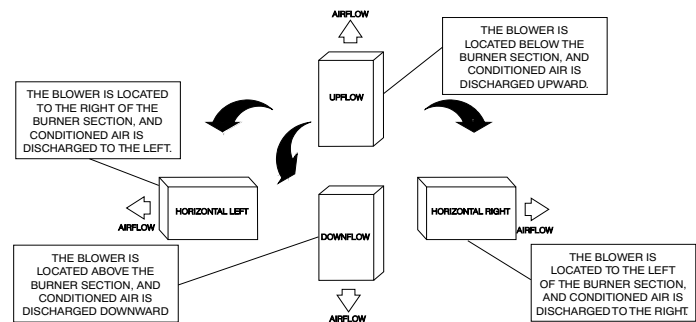 AIRFLOW
THE BLOWER IS
LOCATED BELOW THE
BURNER SECTION, AND
CONDITIONED AIR IS
DISCHARGED UPWARD.
UPFLOW
THE BLOWER IS LOCATED
TO THE RIGHT OF THE
BURNER SECTION, AND
CONDITIONED AIR IS
DISCHARGED TO THE LEFT.
HORIZONTAL LEFT
AIRFLOW
DOWNFLOW
HORIZONTAL RIGHT
AIRFLOW
THE BLOWER IS
LOCATED ABOVE THE
BURNER SECTION, AND
CONDITIONED AIR IS
DISCHARGED DOWNWARD
THE BLOWER IS
LOCATED TO THE LEFT
OF THE BURNER SECTION,
AND CONDITIONED AIR IS
DISCHARGED TO THE RIGHT.
AIRFLOW